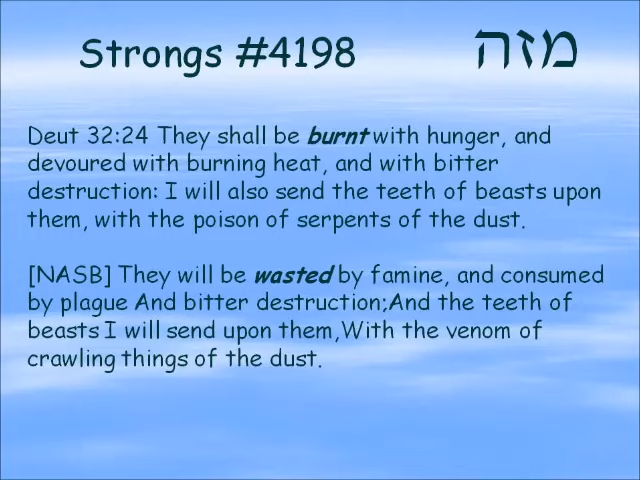 Strongs #4198 מזה
Deut 32:24 They shall be burnt with hunger, and
devoured with burning heat, and with bitter
destruction: I will also send the teeth of beasts upon
them, with the poison of serpents of the dust.
[NASB] They will be wasted by famine, and consumed
by plague And bitter destruction;And the teeth of
beasts I will send upon them,With the venom of
crawling things of the dust.